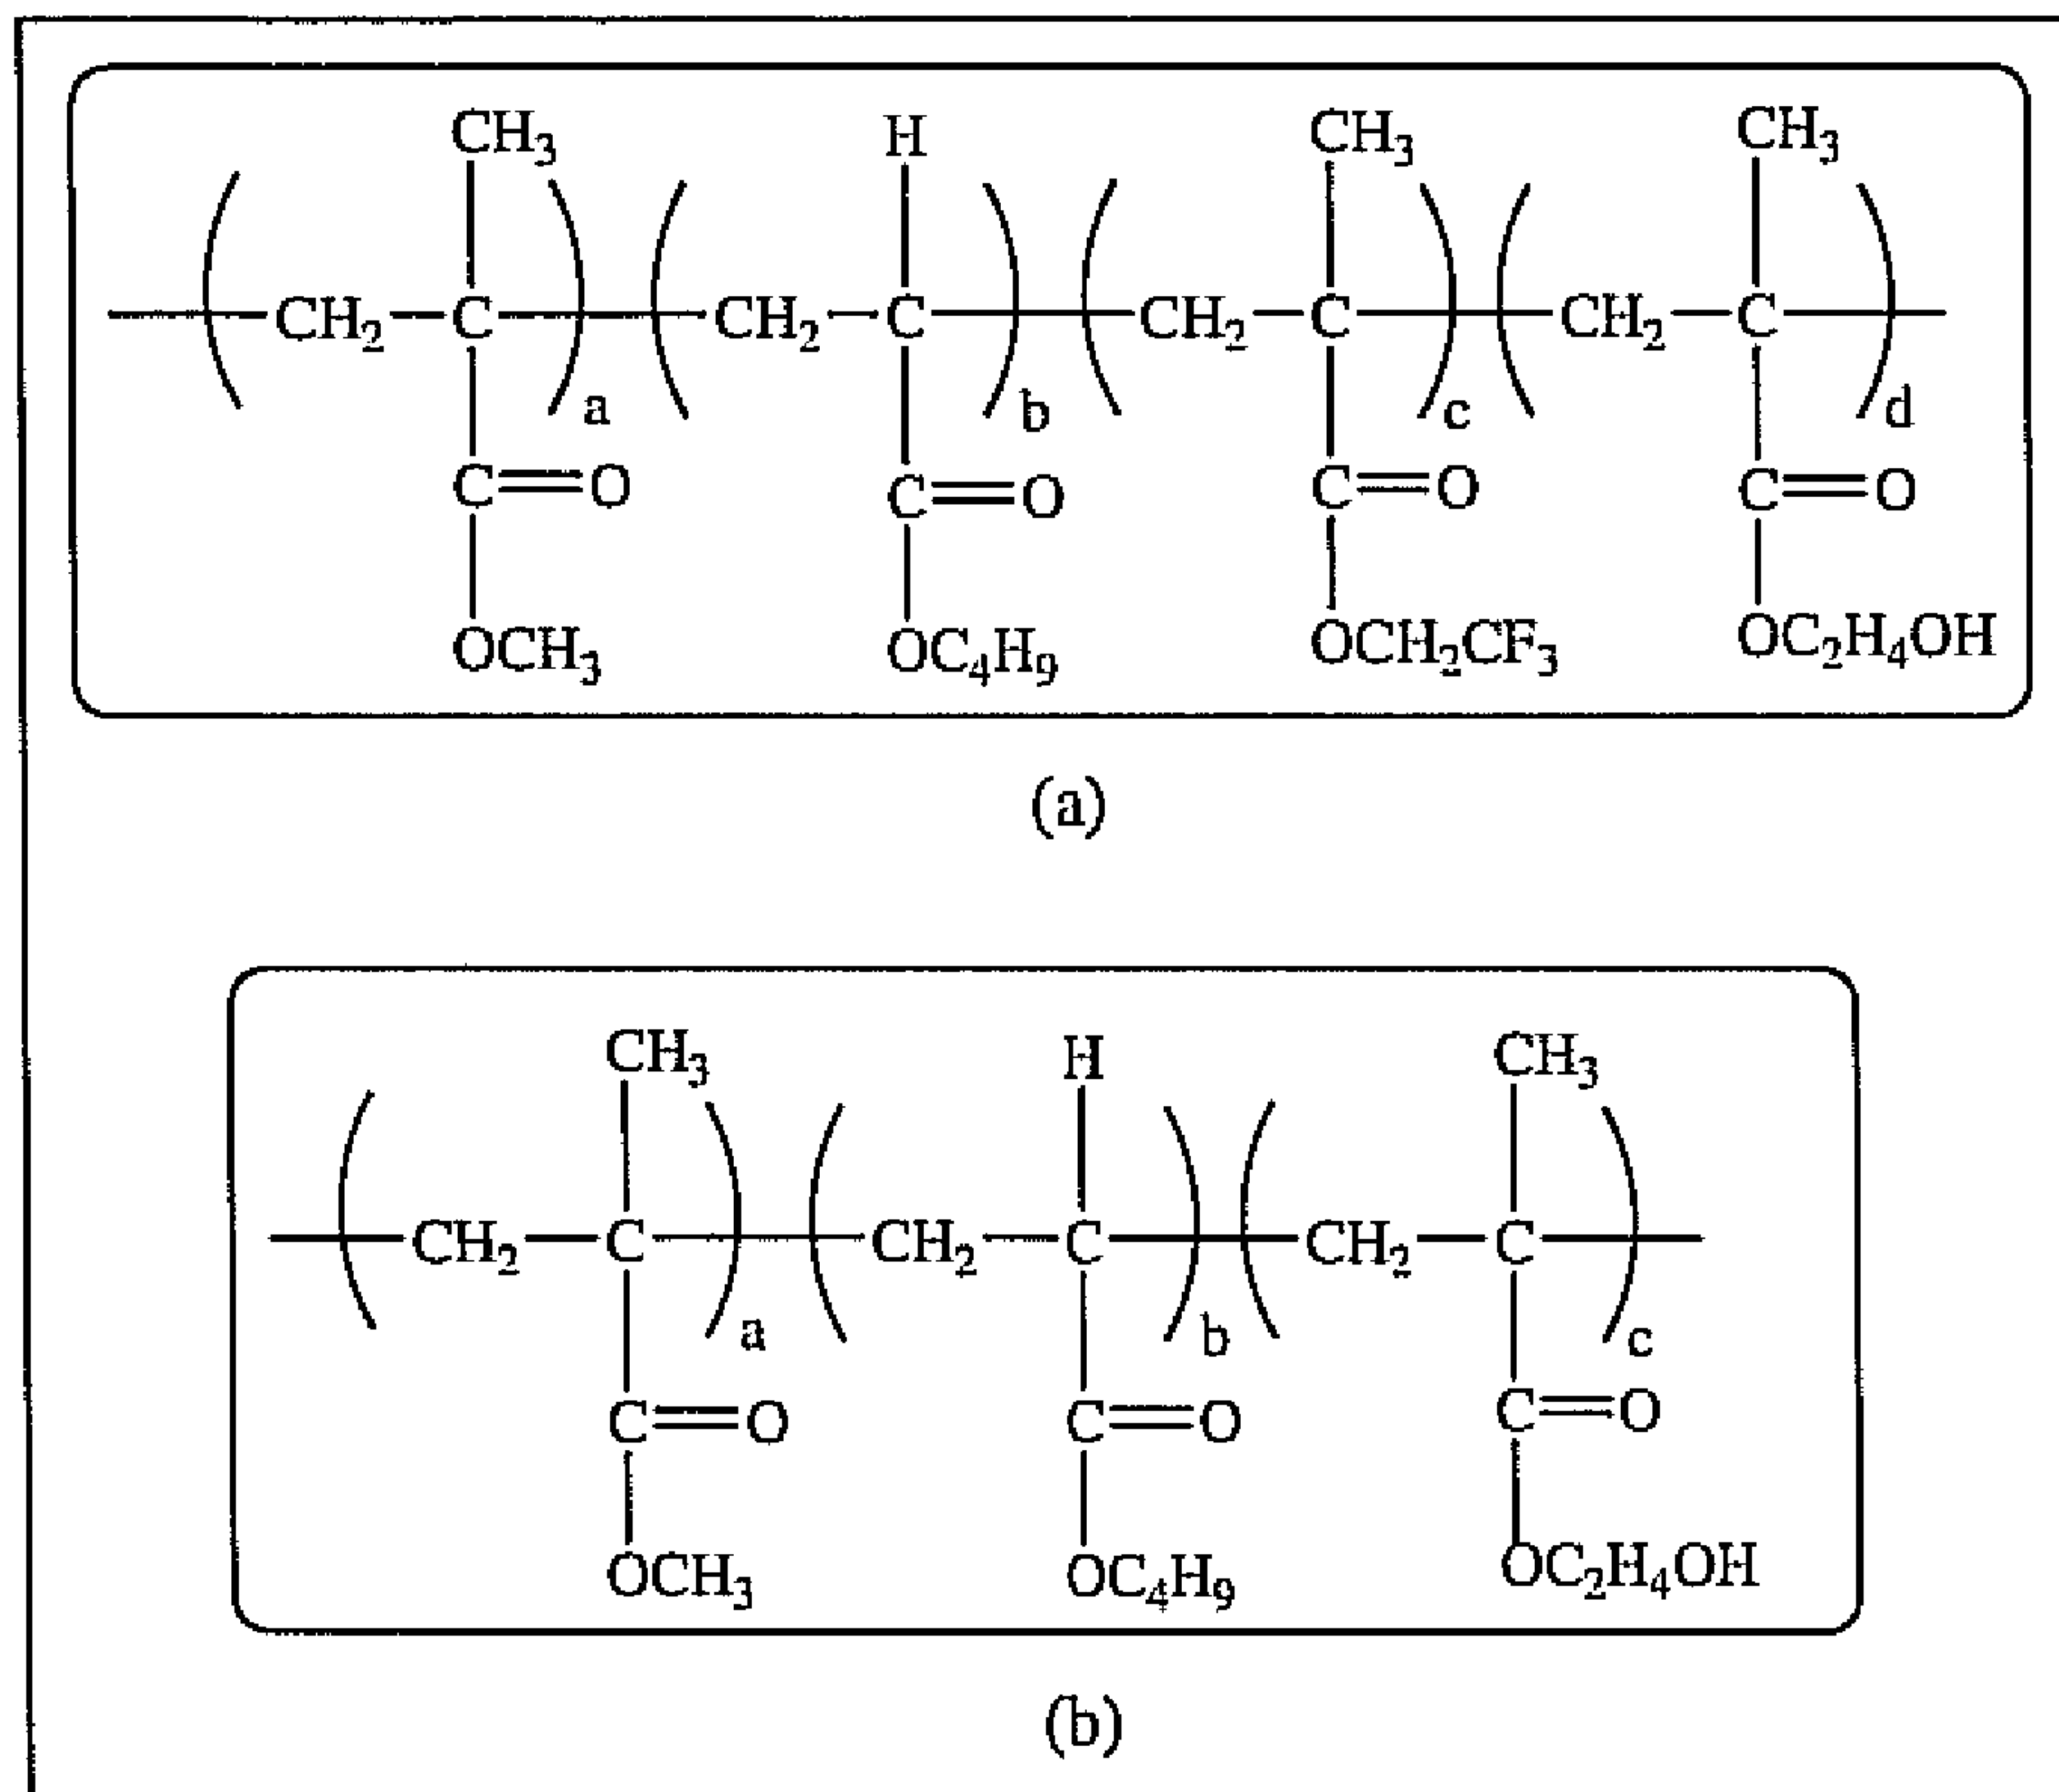 CH3 H CH3 CH3
CH2 C CH2 C CH2 C CH2 C
a b c d
C=O C=O C=O C=O
OCH3 OC4H9 OCH2CF3 OC2H4OH
(a)
CH3 H CH3
CH2 C CH2 C CH2 C
a b c
C=O C=O C=O
OCH3 OC4H9 OC2H4OH
(b)